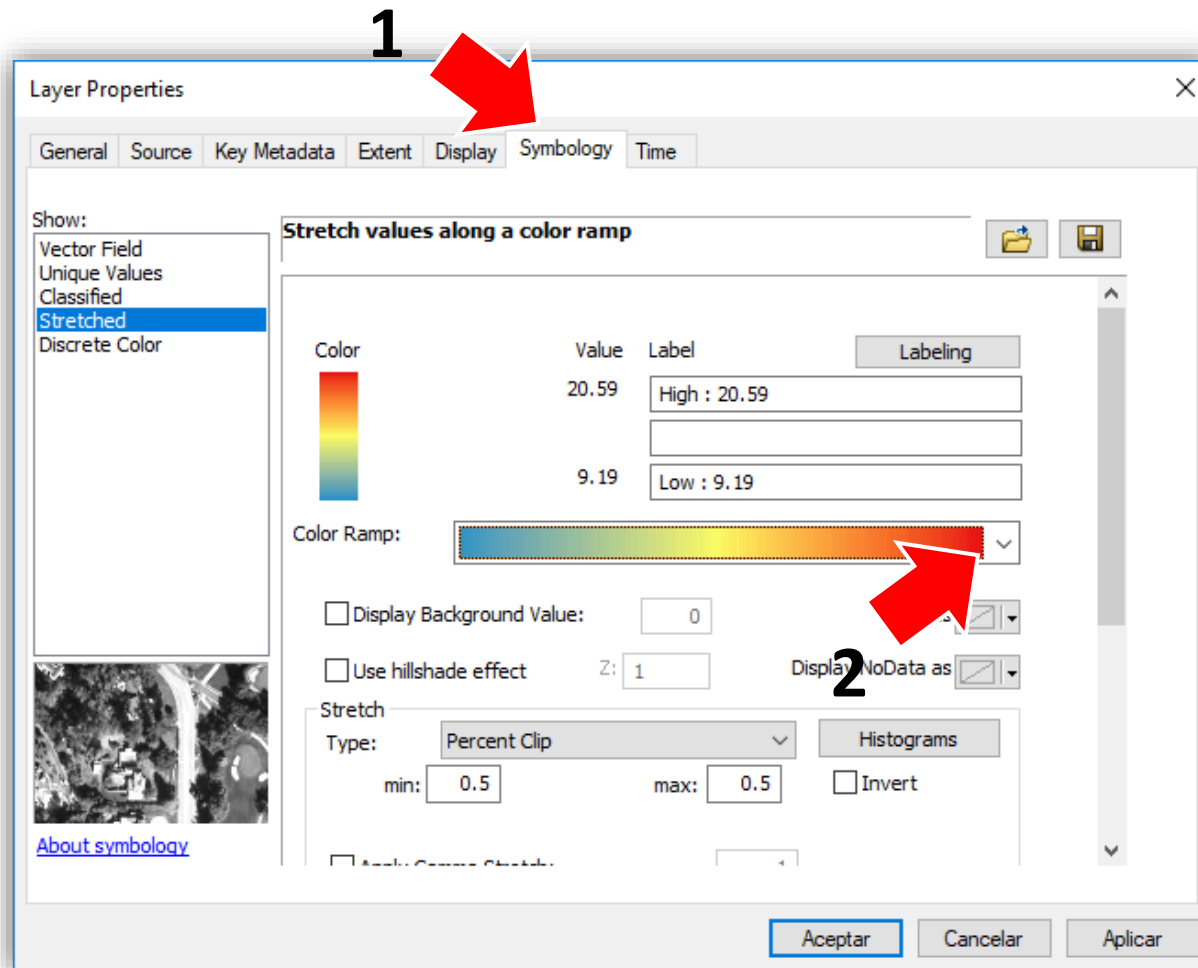 1
Layer Properties
General Source Key Metadata Extent Display Symbology Time
Show:
Vector Field
Unique Values
Classified
Stretched
Discrete Color
About symbology
Stretch values along a color ramp
Color Value Label Labeling
20.59 High : 20.59
9.19 Low : 9.19
Color Ramp:
Display Background Value: 0
Use hillshade effect Z: 1 Display NoData as
2
Stretch
Type: Percent Clip Histograms
min: 0.5 max: 0.5 Invert
Aceptar Cancelar Aplicar